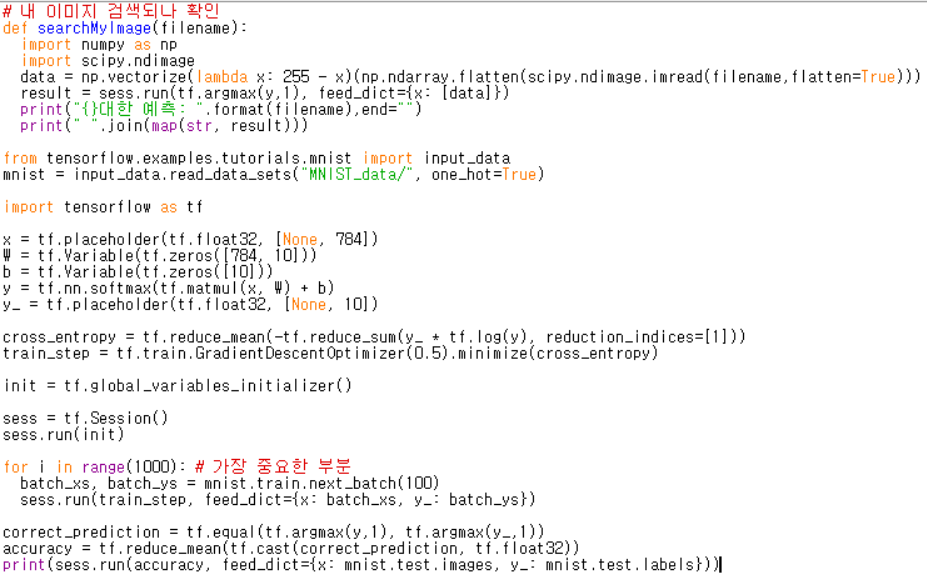 # 내 이미지 검색되나 확인
def searchMyImage(filename):
  import numpy as np
  import scipy.ndimage
  data = np.vectorize(lambda x: 255 - x)(np.ndarray.flatten(scipy.ndimage.imread(filename,flatten=True)))
  result = sess.run(tf.argmax(y,1), feed_dict={x: [data]})
  print("{}대한 예측: ".format(filename),end="")
  print(" ".join(map(str, result)))
from tensorflow.examples.tutorials.mnist import input_data
mnist = input_data.read_data_sets("MNIST_data/", one_hot=True)
import tensorflow as tf
x = tf.placeholder(tf.float32, [None, 784])
W = tf.Variable(tf.zeros([784, 10]))
b = tf.Variable(tf.zeros([10]))
y = tf.nn.softmax(tf.matmul(x, W) + b)
y_ = tf.placeholder(tf.float32, [None, 10])
cross_entropy = tf.reduce_mean(-tf.reduce_sum(y_ * tf.log(y), reduction_indices=[1]))
train_step = tf.train.GradientDescentOptimizer(0.5).minimize(cross_entropy)
init = tf.global_variables_initializer()
sess = tf.Session()
sess.run(init)
for i in range(1000): # 가장 중요한 부분
  batch_xs, batch_ys = mnist.train.next_batch(100)
  sess.run(train_step, feed_dict={x: batch_xs, y_: batch_ys})
correct_prediction = tf.equal(tf.argmax(y,1), tf.argmax(y_,1))
accuracy = tf.reduce_mean(tf.cast(correct_prediction, tf.float32))
print(sess.run(accuracy, feed_dict={x: mnist.test.images, y_: mnist.test.labels}))